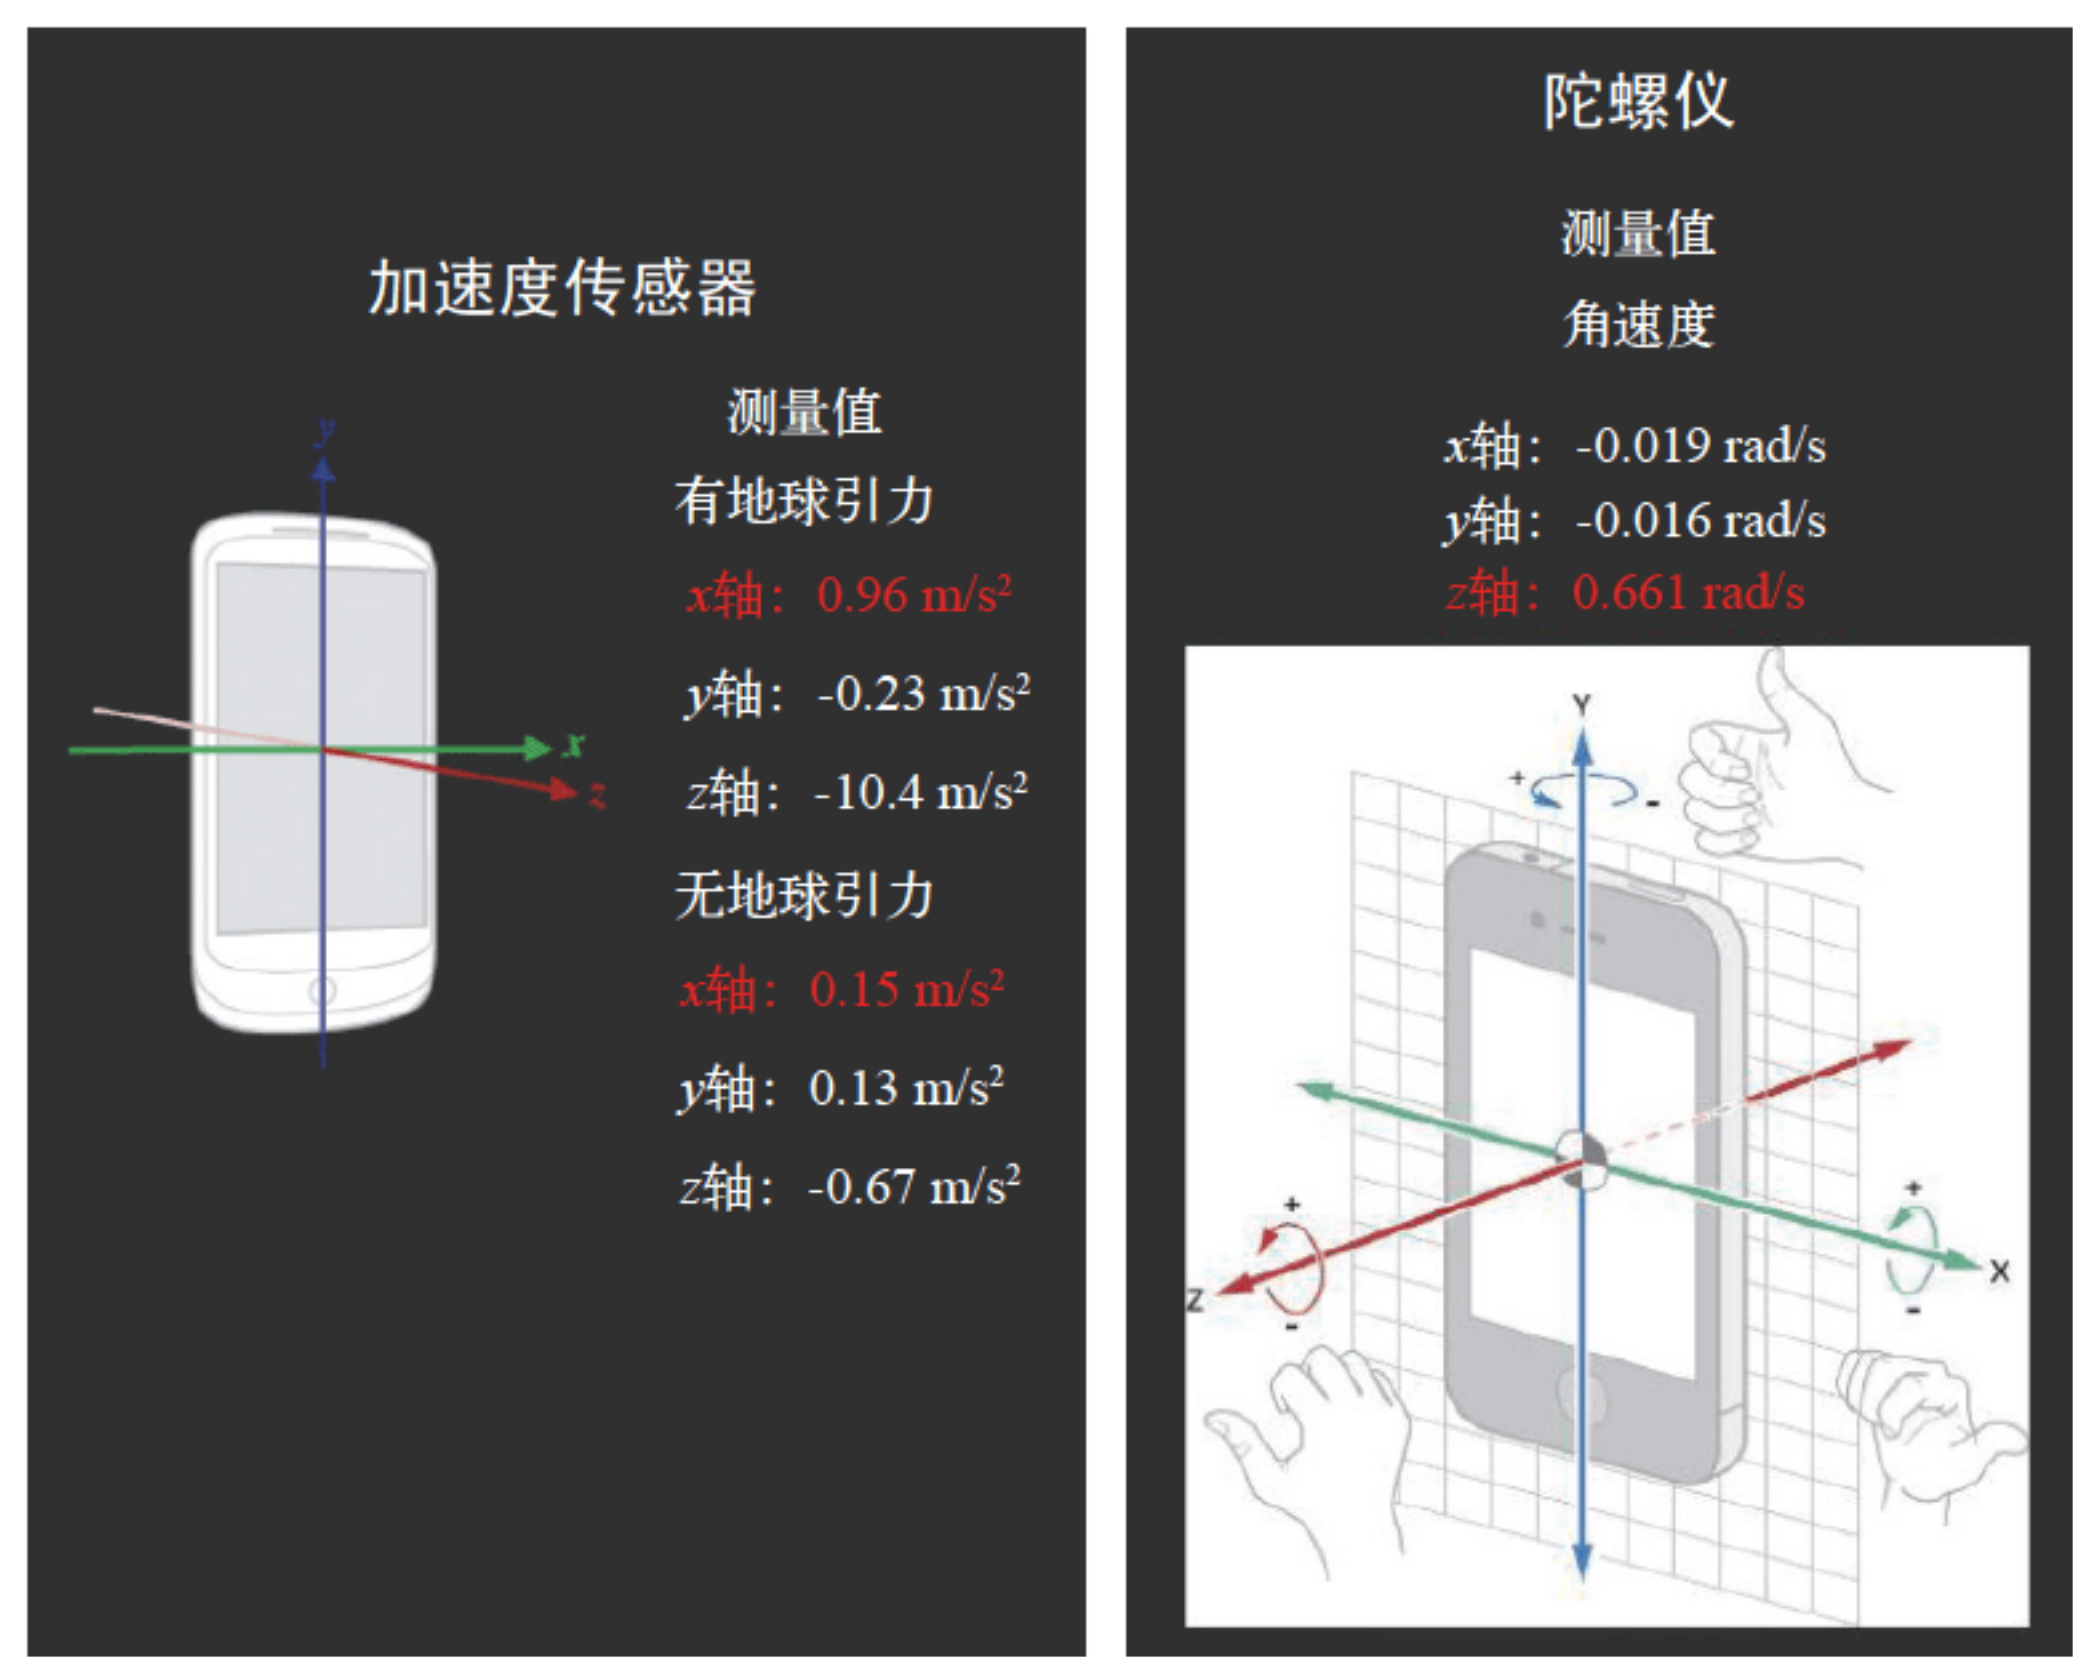 加速度传感器
测量值
有地球引力
x轴：0.96 m/s²
y轴：-0.23 m/s²
z轴：-10.4 m/s²
无地球引力
x轴：0.15 m/s²
y轴：0.13 m/s²
z轴：-0.67 m/s²
y
x
z
陀螺仪
测量值
角速度
x轴：-0.019 rad/s
y轴：-0.016 rad/s
z轴：0.661 rad/s
Y
+
-
+
Z
-
+
X
-